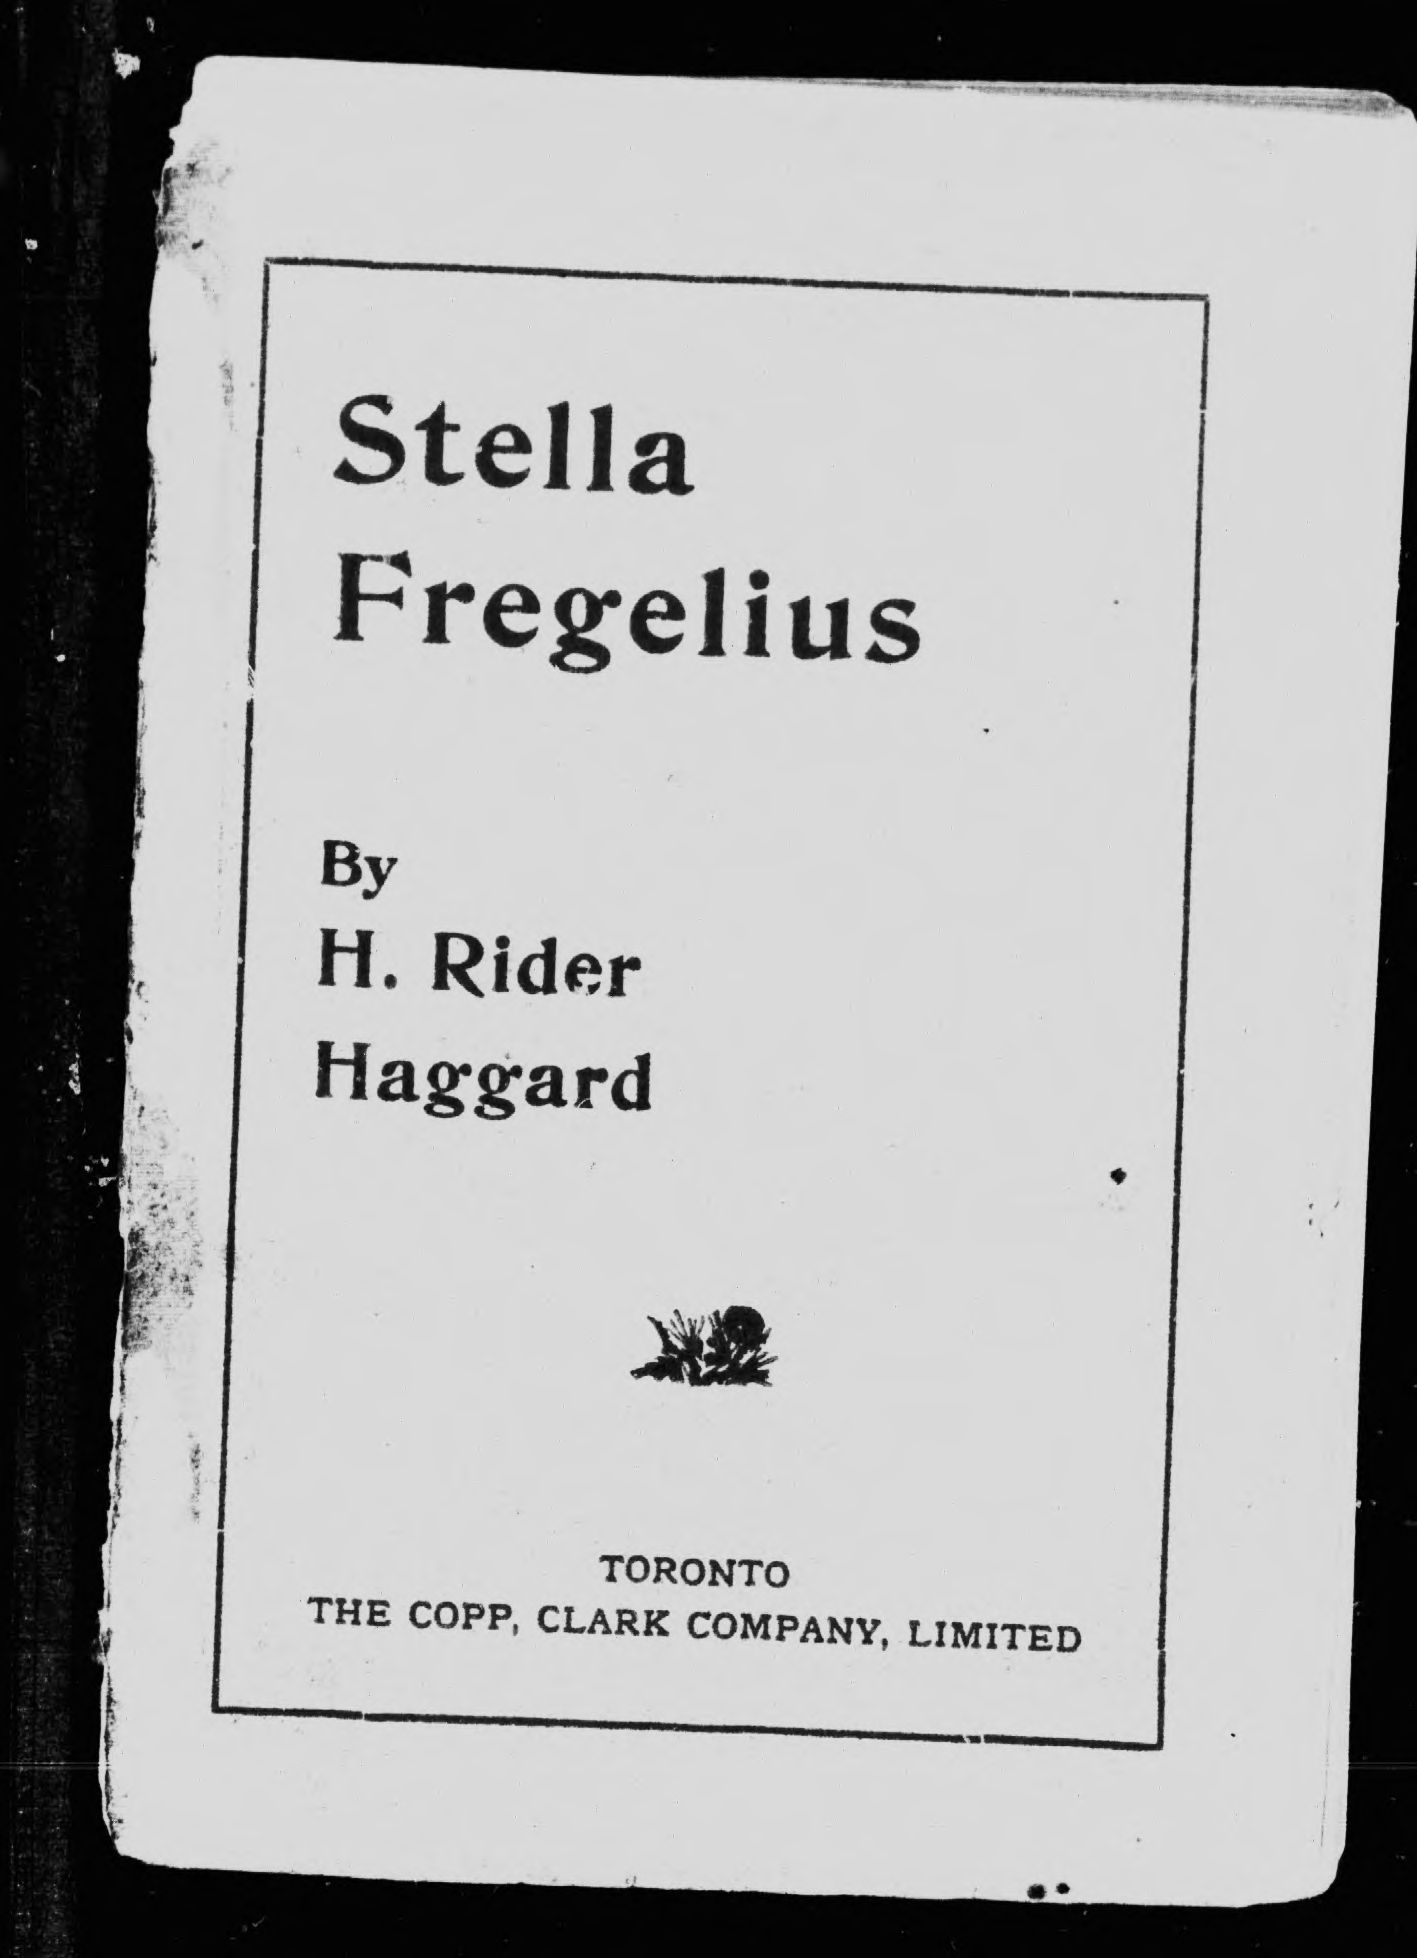 Stella
Fregelius
By
H. Rider
Haggard
TORONTO
THE COPP, CLARK COMPANY, LIMITED